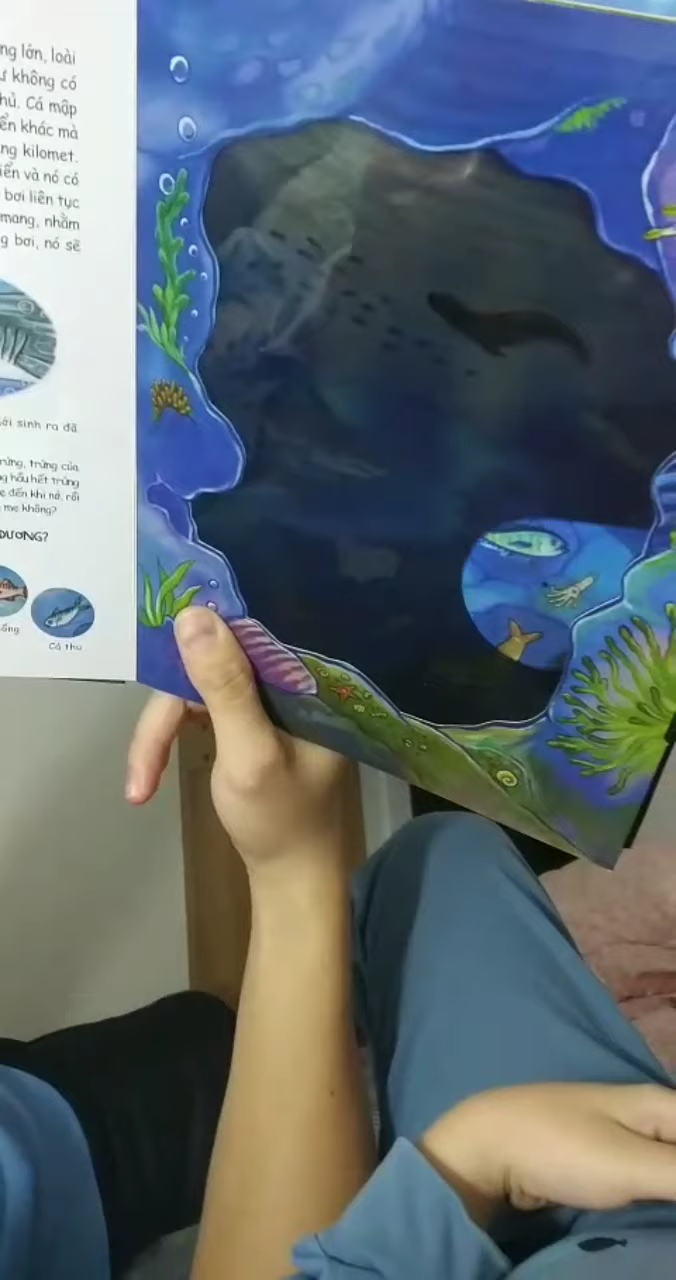 ng lớn, loài
ư không có
hủ. Cá mập
ển khác mà
ng kilomet.
iển và nó có
bơi liên tục
mang, nhằm
g bơi, nó sẽ
ới sinh ra đã
trứng, trứng của
g hầu hết trứng
ẹ đến khi nở, rồi
mẹ không?
DƯƠNG?
ồng
Cá thu